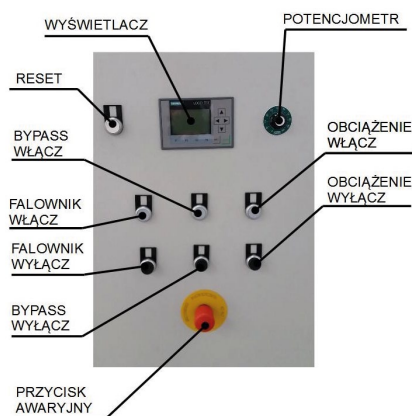 WYŚWIETLACZ
POTENCJOMETR
RESET
BYPASS
WŁĄCZ
OBCIĄŻENIE
WŁĄCZ
FALOWNIK
WŁĄCZ
OBCIĄŻENIE
WYŁĄCZ
FALOWNIK
WYŁĄCZ
BYPASS
WYŁĄCZ
PRZYCISK
AWARYJNY